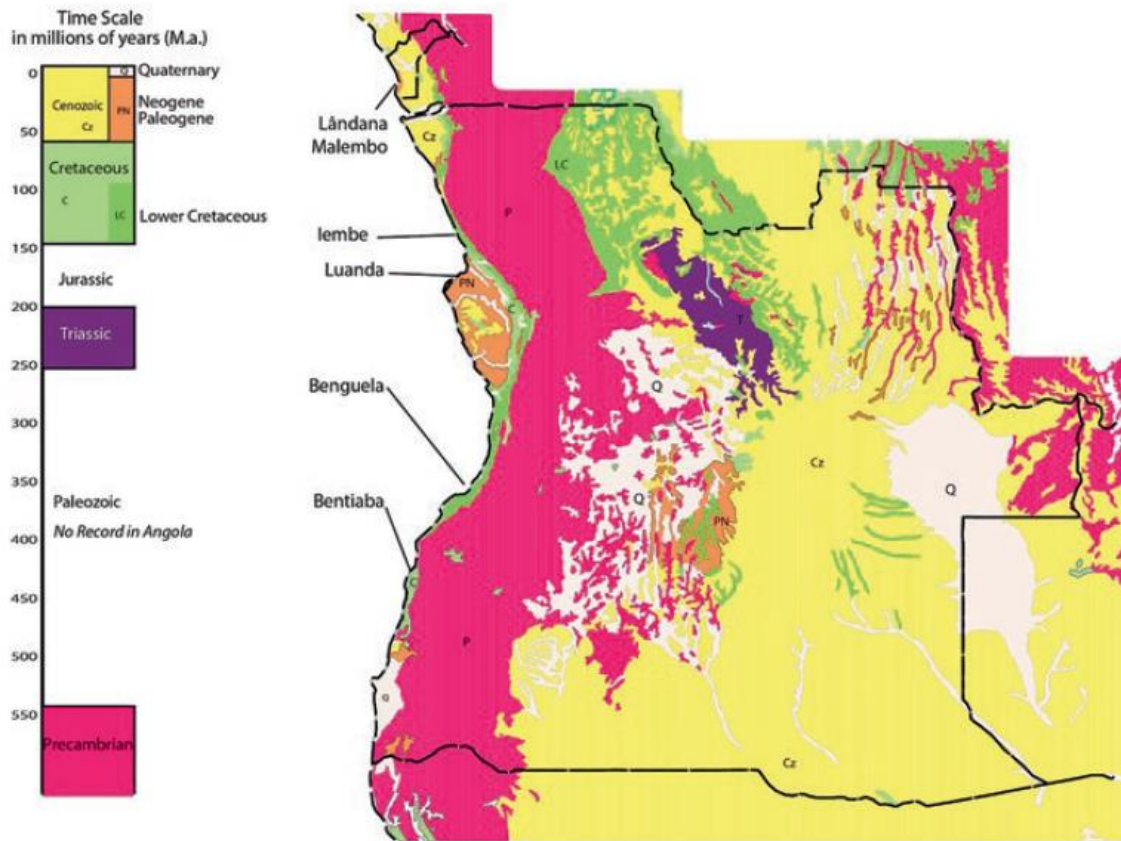 Time Scale
in millions of years (M.a.)
0
50
100
150
200
250
300
350
400
450
500
550
Q
Quaternary
Cenozoic
Cz
PN
Neogene
Paleogene
Cretaceous
C
LC
Lower Cretaceous
Jurassic
Triassic
Paleozoic
No Record in Angola
Precambrian
Lândana
Malembo
Iembe
Luanda
Benguela
Bentiaba
Cz
LC
P
PN
C
T
Q
Cz
Q
Q
PN
C
P
Q
Cz